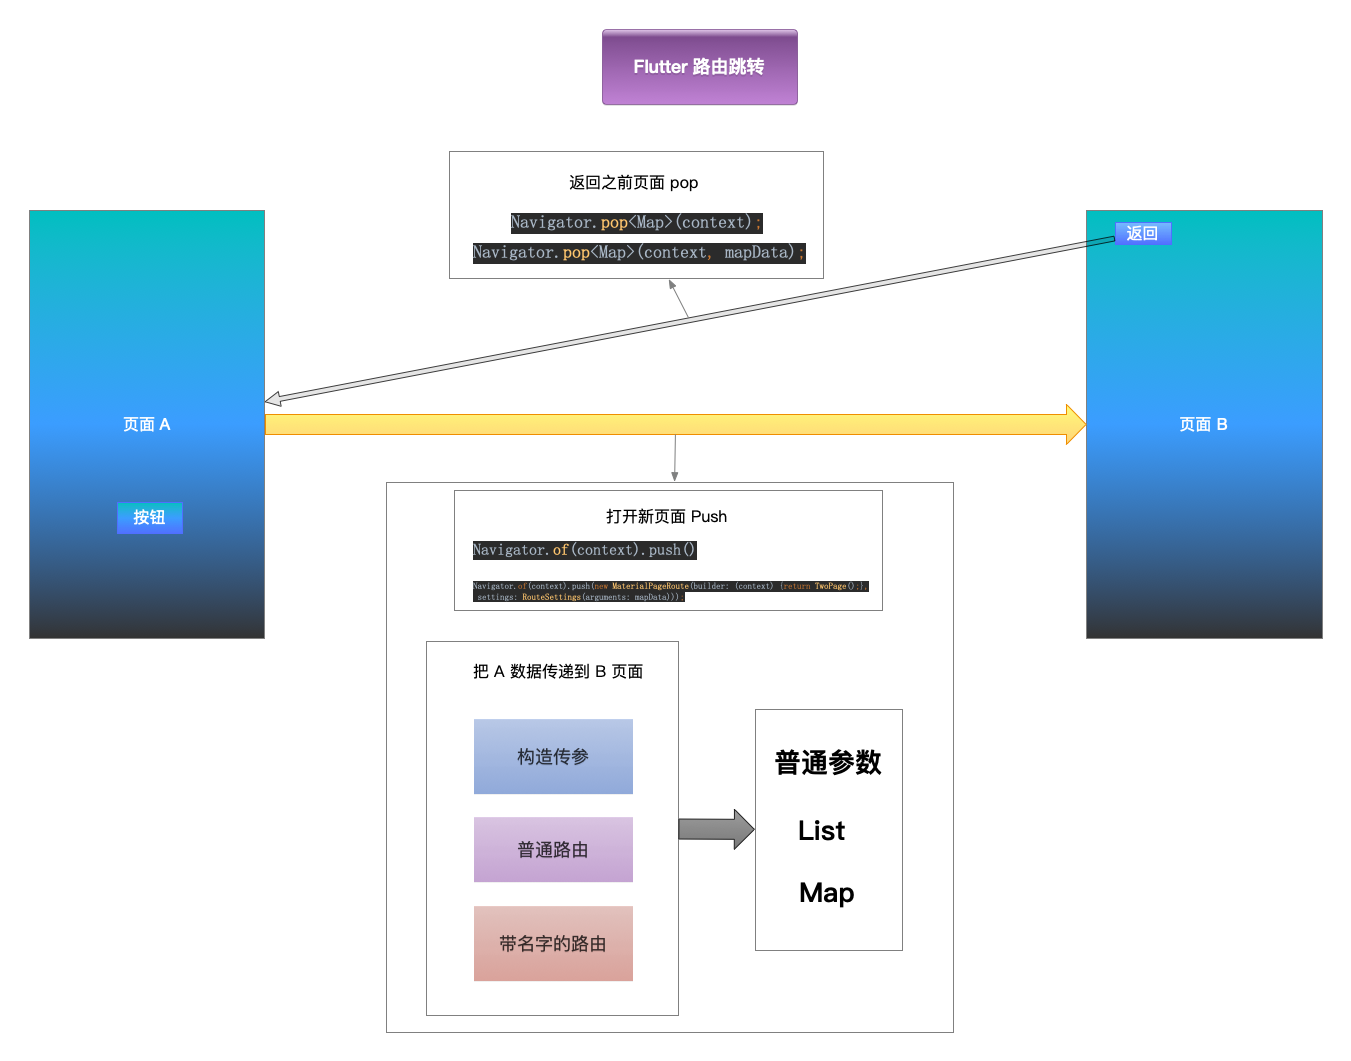 Flutter 路由跳转
返回之前页面 pop
Navigator.pop<Map>(context);
Navigator.pop<Map>(context, mapData);
返回
页面 A
页面 B
按钮
打开新页面 Push
Navigator.of(context).push()
Navigator.of(context).push(new MaterialPageRoute(builder: (context) {return TwoPage();},
settings: RouteSettings(arguments: mapData)));
把 A 数据传递到 B 页面
构造传参
普通路由
带名字的路由
普通参数
List
Map